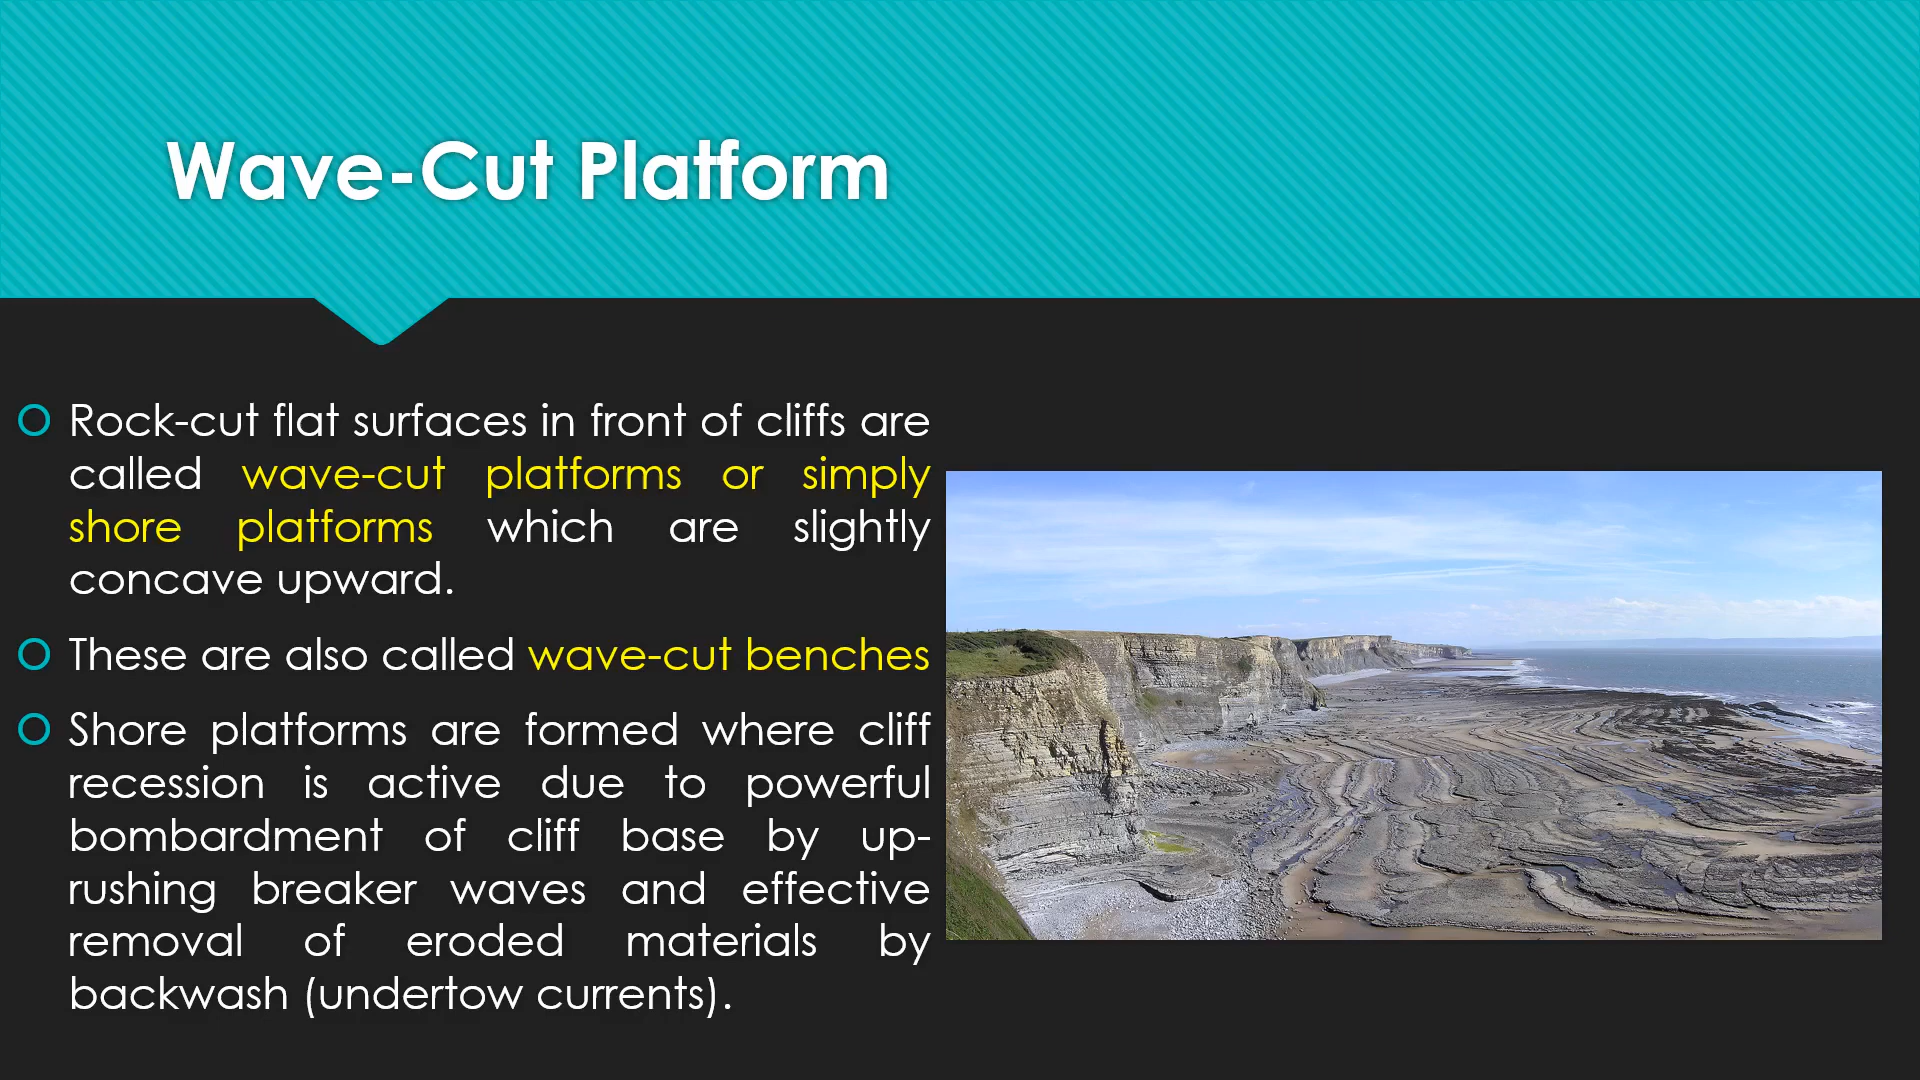 Wave-Cut Platform
Rock-cut flat surfaces in front of cliffs are
called wave-cut platforms or simply
shore platforms which are slightly
concave upward.
These are also called wave-cut benches
Shore platforms are formed where cliff
recession is active due to powerful
bombardment of cliff base by up-
rushing breaker waves and effective
removal of eroded materials by
backwash (undertow currents).